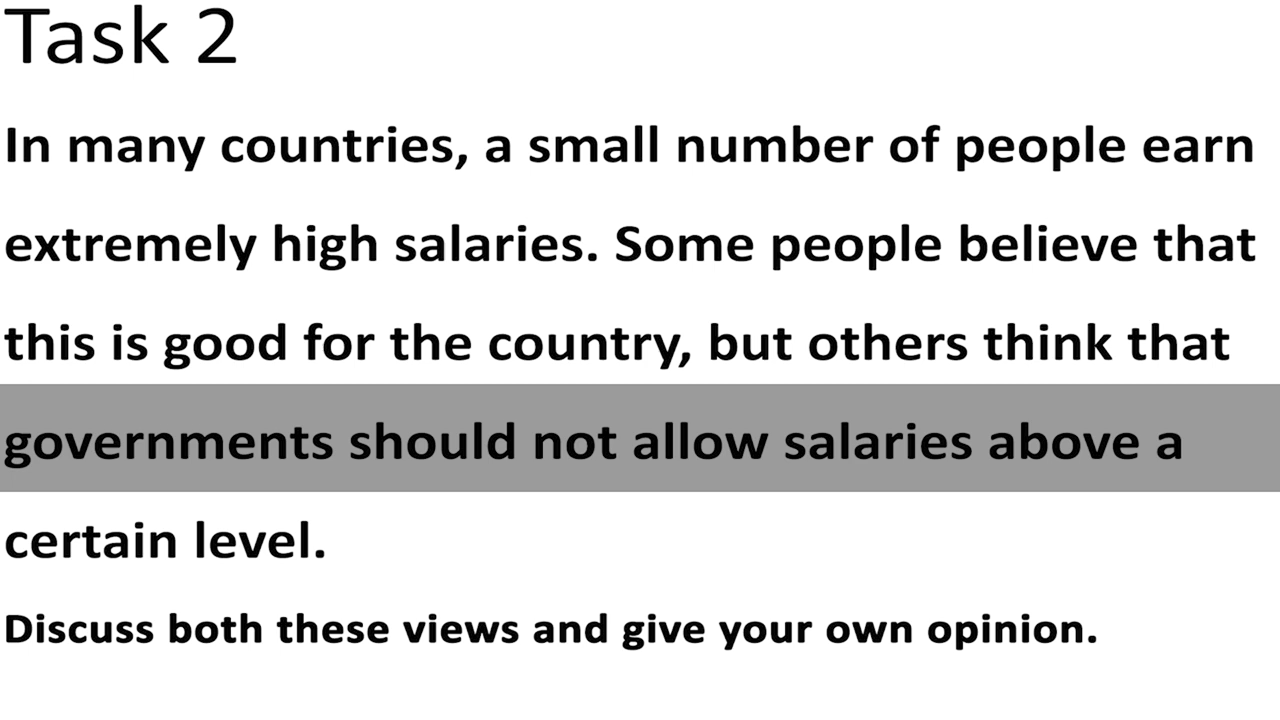 Task 2
In many countries, a small number of people earn
extremely high salaries. Some people believe that
this is good for the country, but others think that
governments should not allow salaries above a
certain level.
Discuss both these views and give your own opinion.